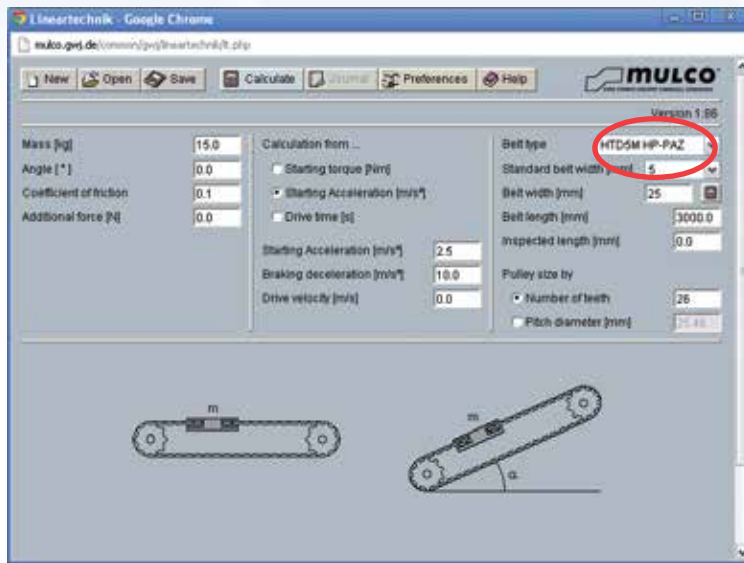 Lineartechnik - Google Chrome
mulco.gwj.de/common/gwj/lineartechnik/lt.php
New Open Save Calculate Journal Preferences Help MULCO
Version 1.86
Mass [kg] 15.0
Angle [°] 0.0
Coefficient of friction 0.1
Additional force [N] 0.0
Calculation from ...
Starting torque [Nm]
Starting Acceleration [m/s²]
Drive time [s]
Starting Acceleration [m/s²] 2.5
Braking deceleration [m/s²] 10.0
Drive velocity [m/s] 0.0
Belt type HTD5M HP-PAZ
Standard belt width [mm] 5
Belt width [mm] 25
Belt length [mm] 3000.0
Inspected length [mm] 0.0
Pulley size by
Number of teeth 26
Pitch diameter [mm]
m
m
α